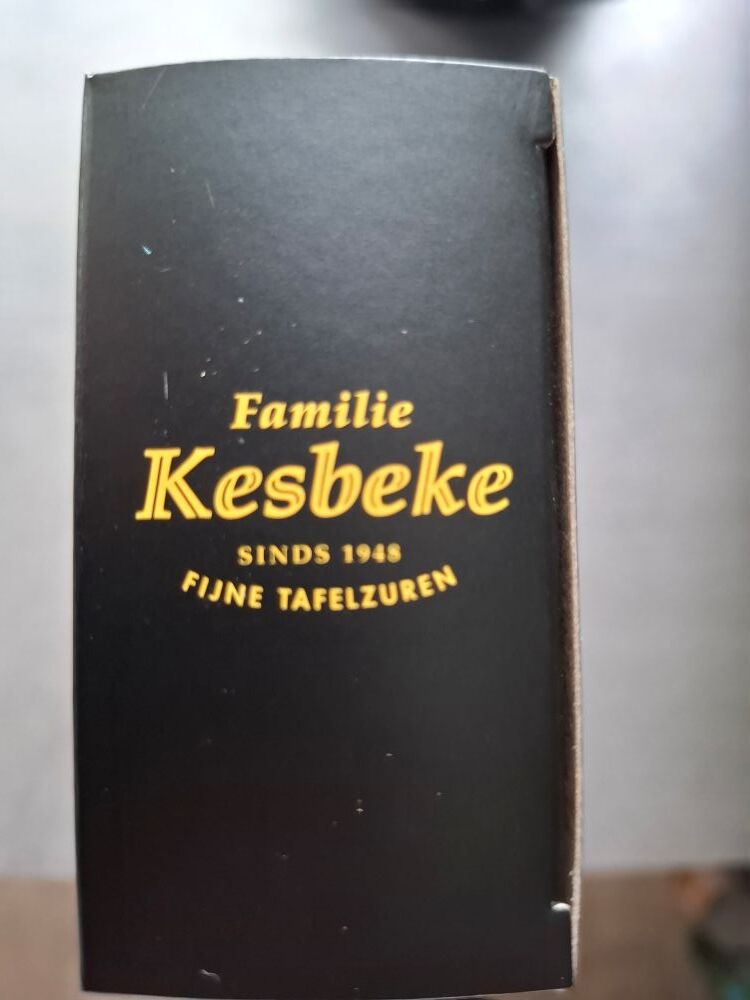 Familie
Kesbeke
SINDS 1948
FIJNE TAFELZUREN